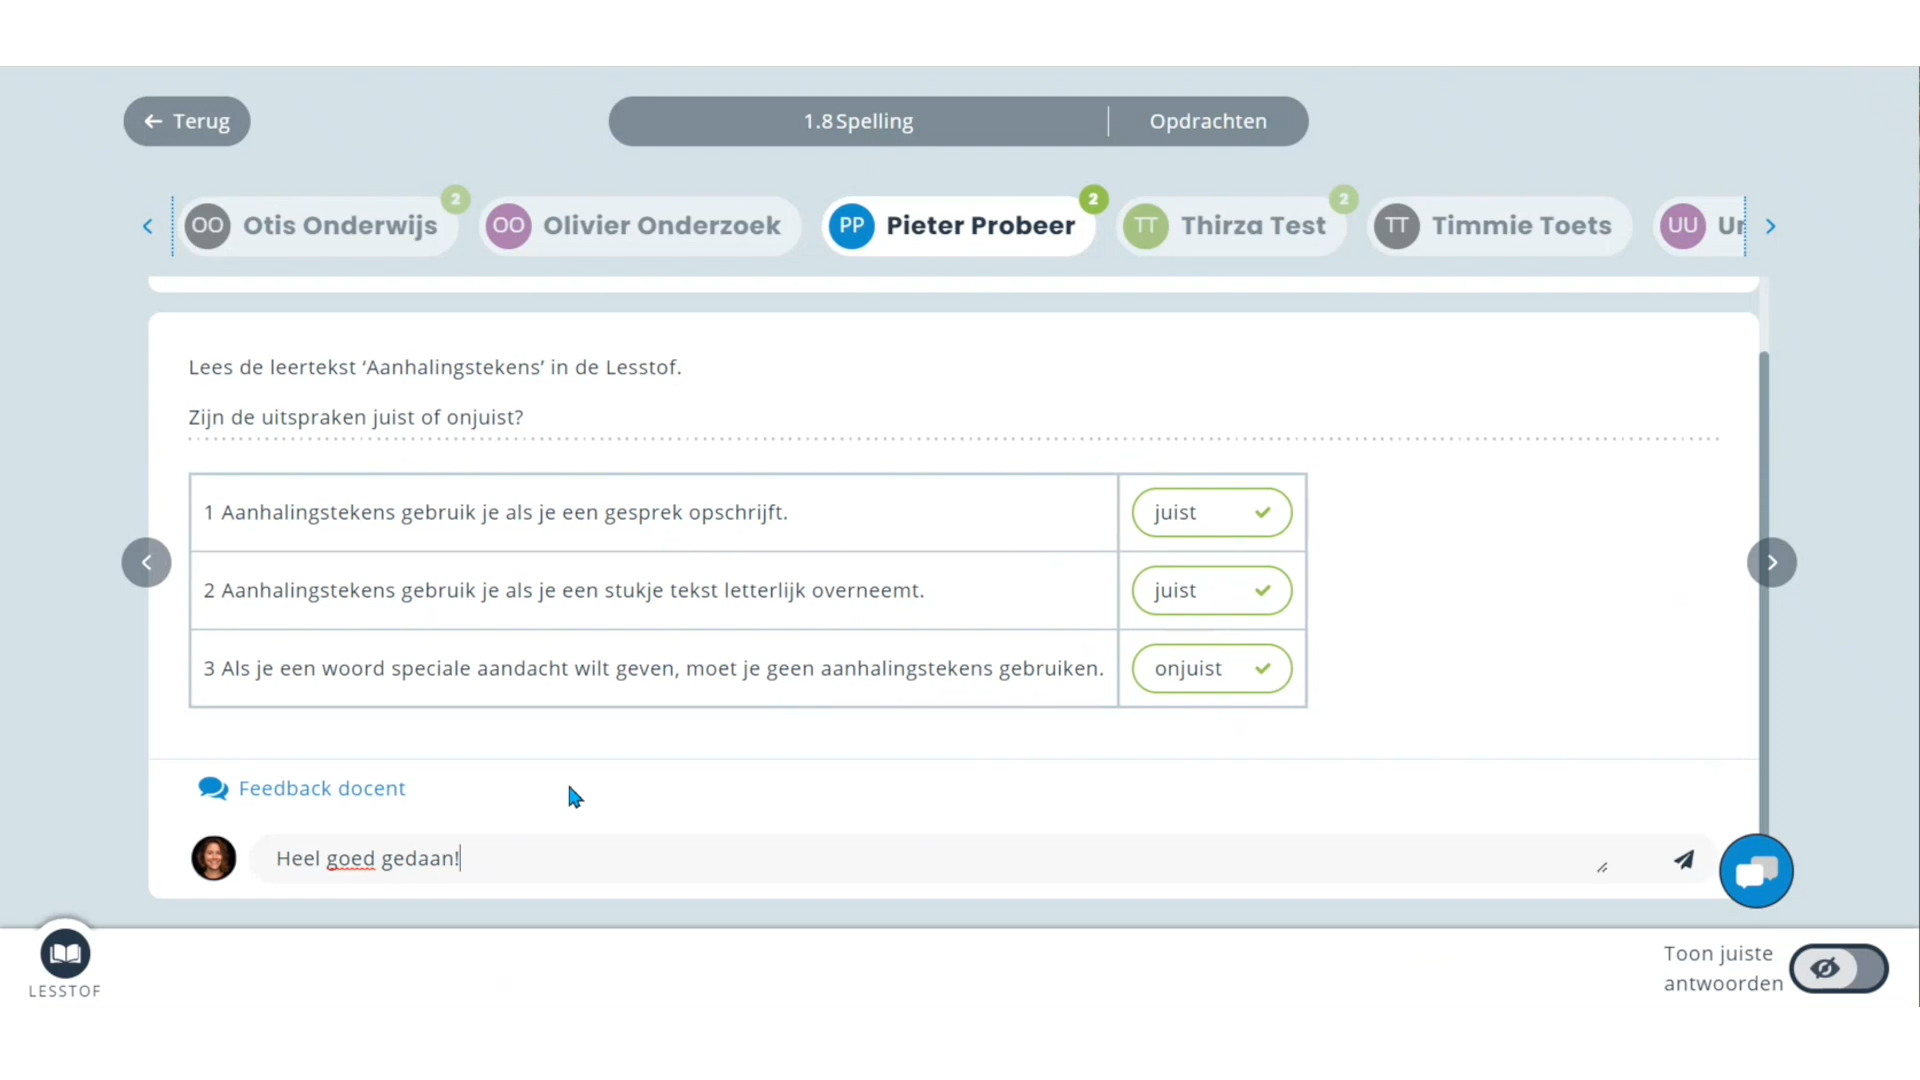 Terug
1.8 Spelling
Opdrachten
OO Otis Onderwijs 2
OO Olivier Onderzoek
PP Pieter Probeer 2
TT Thirza Test 2
TT Timmie Toets
UU
Lees de leertekst ‘Aanhalingstekens’ in de Lesstof.
Zijn de uitspraken juist of onjuist?
1 Aanhalingstekens gebruik je als je een gesprek opschrijft. juist
2 Aanhalingstekens gebruik je als je een stukje tekst letterlijk overneemt. juist
3 Als je een woord speciale aandacht wilt geven, moet je geen aanhalingstekens gebruiken. onjuist
Feedback docent
Heel goed gedaan!
LESSTOF
Toon juiste
antwoorden